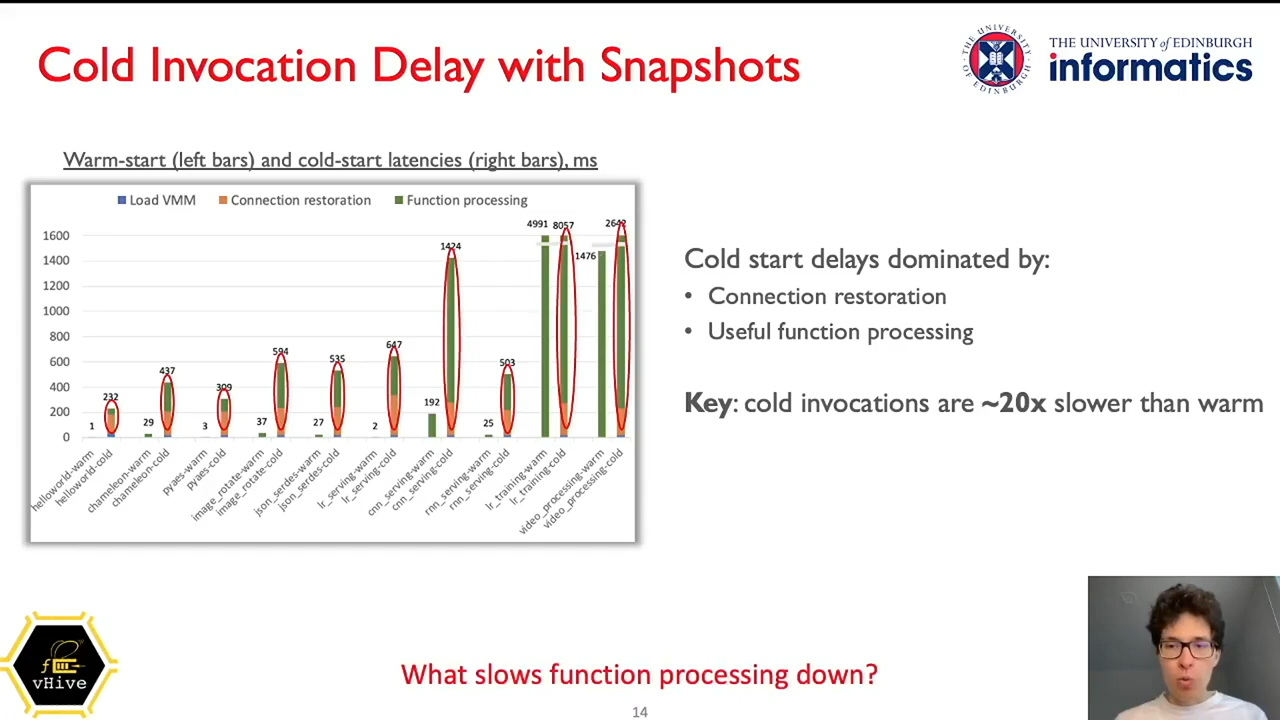 Cold Invocation Delay with Snapshots
THE UNIVERSITY of EDINBURGH
informatics
THE UNIVERSITY OF EDINBURGH
Warm-start (left bars) and cold-start latencies (right bars), ms
Load VMM
Connection restoration
Function processing
1600
1400
1200
1000
800
600
400
200
0
1
232
29
437
3
309
37
594
27
535
2
647
192
1424
25
503
4991
8057
1476
2642
helloworld-warm
helloworld-cold
chameleon-warm
chameleon-cold
pyaes-warm
pyaes-cold
image_rotate-warm
image_rotate-cold
json_serdes-warm
json_serdes-cold
lr_serving-warm
lr_serving-cold
cnn_serving-warm
cnn_serving-cold
rnn_serving-warm
rnn_serving-cold
lr_training-warm
lr_training-cold
video_processing-warm
video_processing-cold
Cold start delays dominated by:
• Connection restoration
• Useful function processing
Key: cold invocations are ~20x slower than warm
vHive
What slows function processing down?
14